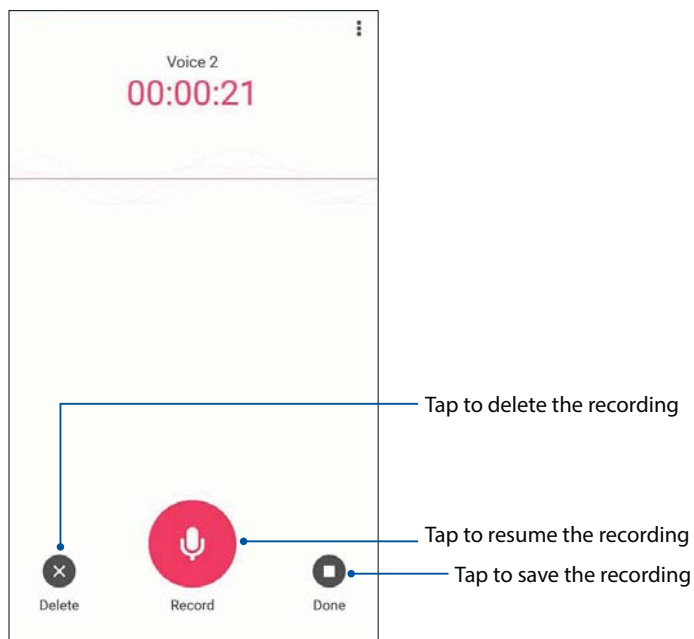 Voice 2
00:00:21
Tap to delete the recording
Tap to resume the recording
Tap to save the recording
Delete
Record
Done